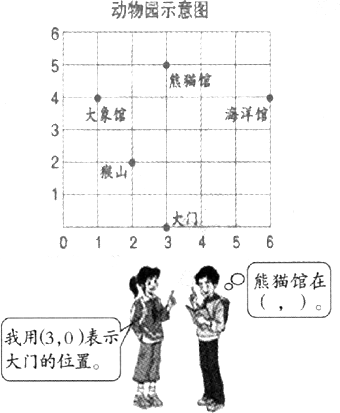 动物园示意图
6
5
熊猫馆
4
大象馆
海洋馆
3
2
猴山
1
大门
0 1 2 3 4 5 6
熊猫馆在
( , )。
我用(3,0)表示
大门的位置。